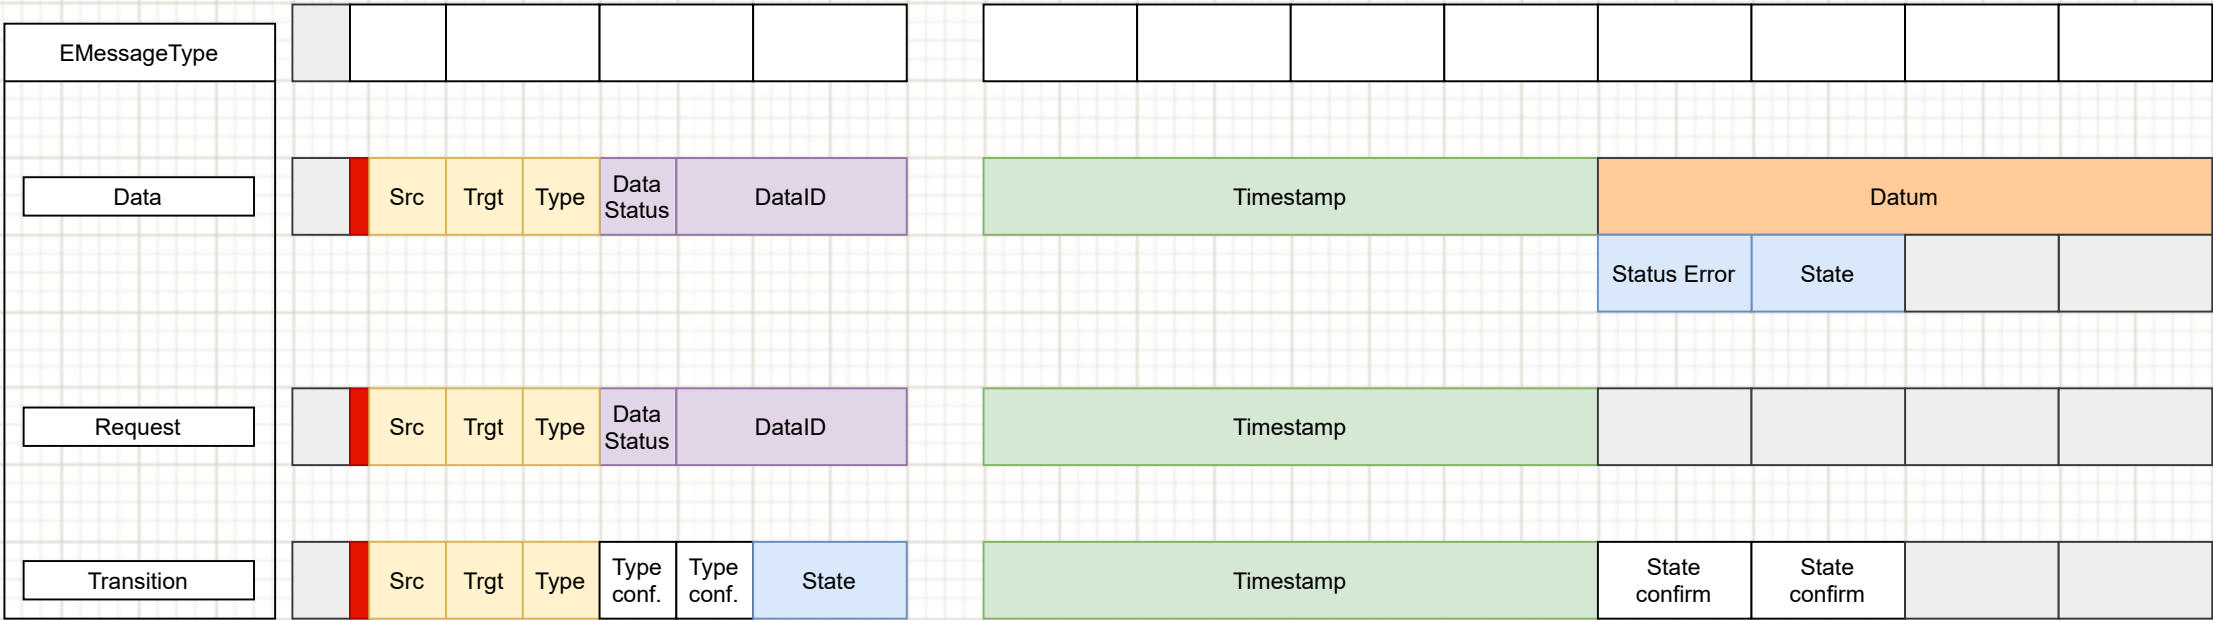 EMessageType
Data
Src
Trgt
Type
Data
Status
DataID
Timestamp
Datum
Status Error
State
Request
Src
Trgt
Type
Data
Status
DataID
Timestamp
Transition
Src
Trgt
Type
Type
conf.
Type
conf.
State
Timestamp
State
confirm
State
confirm